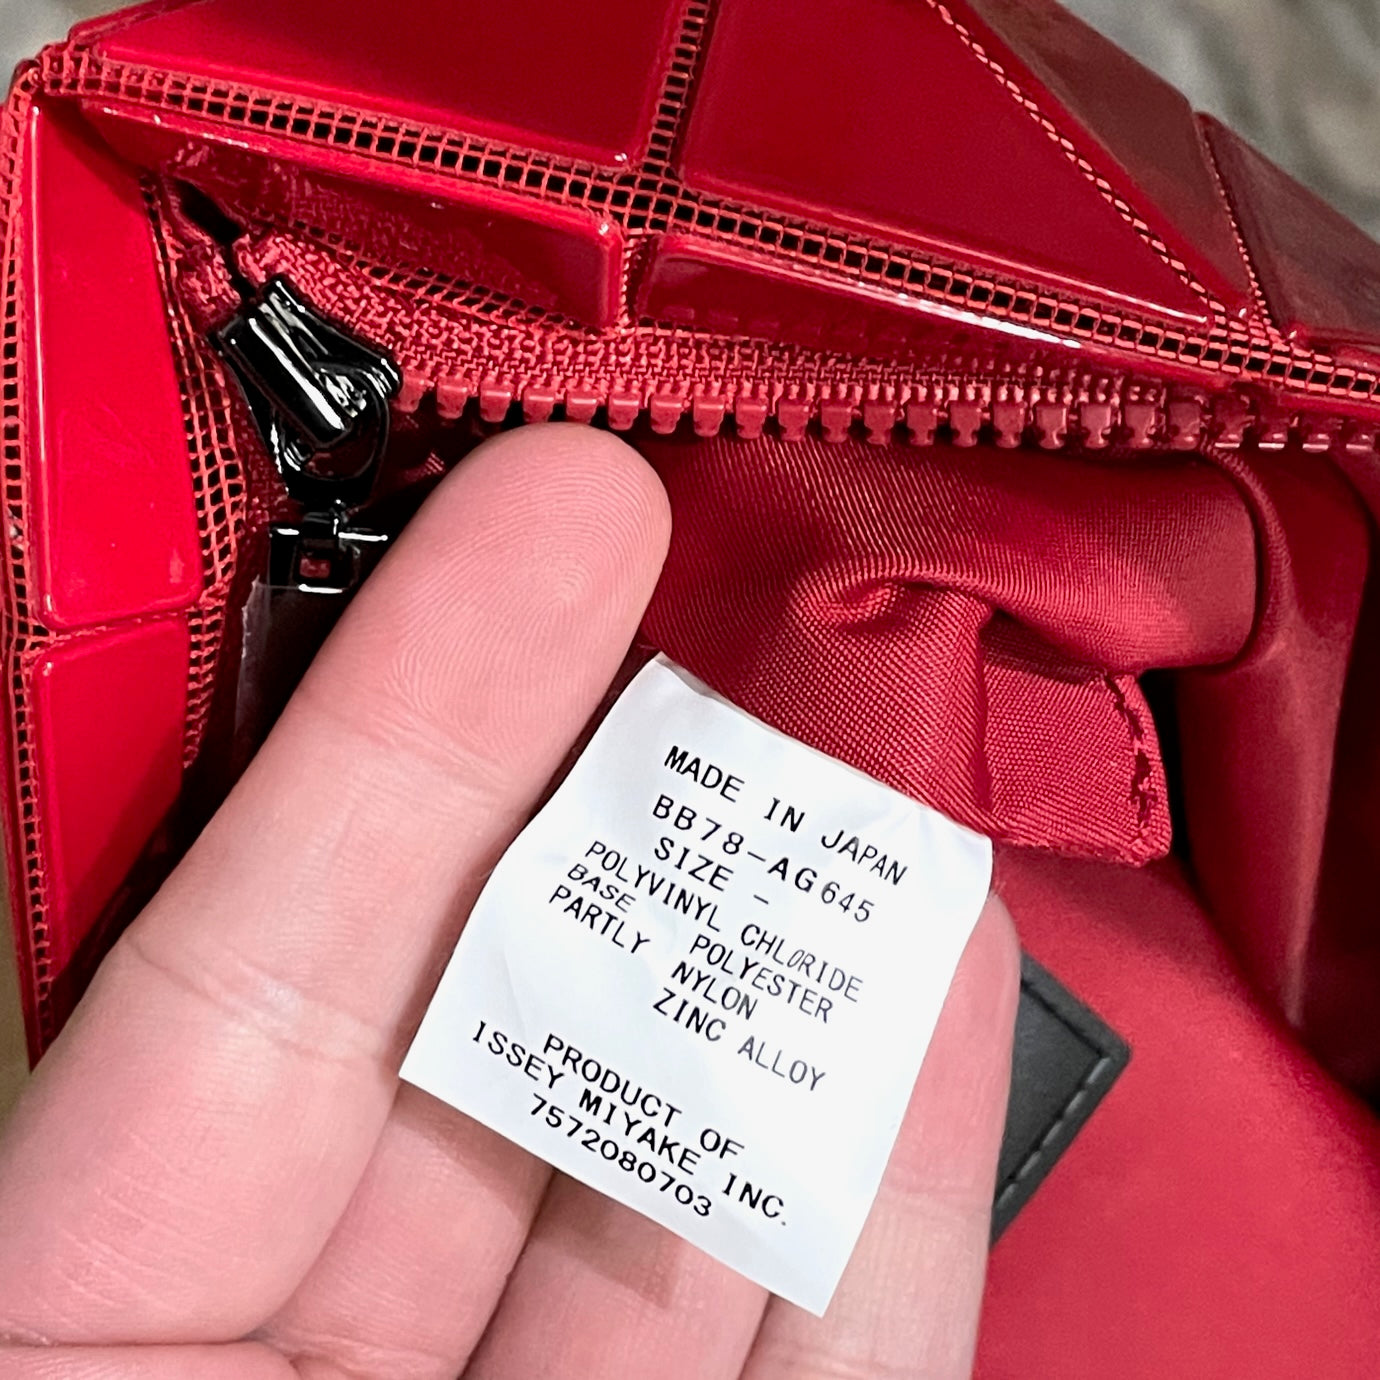 MADE IN JAPAN
BB78-AG645
SIZE -
POLYVINYL CHLORIDE
BASE POLYESTER
PARTLY NYLON
ZINC ALLOY
PRODUCT OF
ISSEY MIYAKE INC.
7572080703